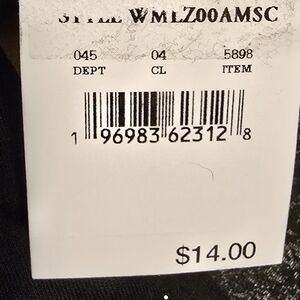 STYLE WMLZ00AMSC
045 04 5898
DEPT CL ITEM
1 96983 62312 8
$14.00